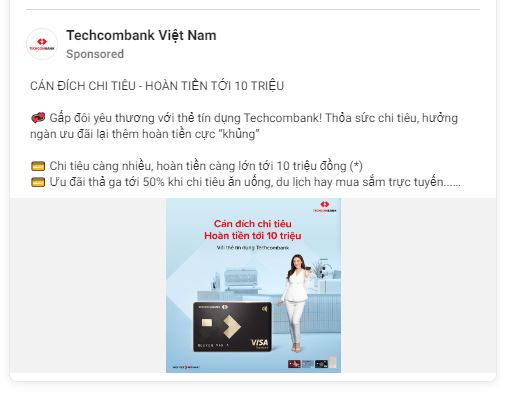 Techcombank Việt Nam
Sponsored
TECHCOMBANK
CÁN ĐÍCH CHI TIÊU - HOÀN TIỀN TỚI 10 TRIỆU
Gấp đôi yêu thương với thẻ tín dụng Techcombank! Thỏa sức chi tiêu, hưởng
ngàn ưu đãi lại thêm hoàn tiền cực “khủng”
Chi tiêu càng nhiều, hoàn tiền càng lớn tới 10 triệu đồng (*)
Ưu đãi thả ga tới 50% khi chi tiêu ăn uống, du lịch hay mua sắm trực tuyến......
TECHCOMBANK
Cán đích chi tiêu
Hoàn tiền tới 10 triệu
Với thẻ tín dụng Techcombank
TECHCOMBANK
NGUYEN VAN A
VISA